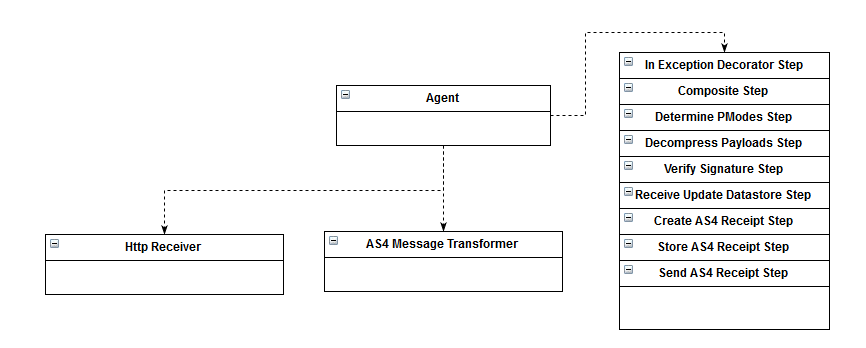 In Exception Decorator Step
Composite Step
Agent
Determine PModes Step
Decompress Payloads Step
Verify Signature Step
Receive Update Datastore Step
Create AS4 Receipt Step
Http Receiver
AS4 Message Transformer
Store AS4 Receipt Step
Send AS4 Receipt Step